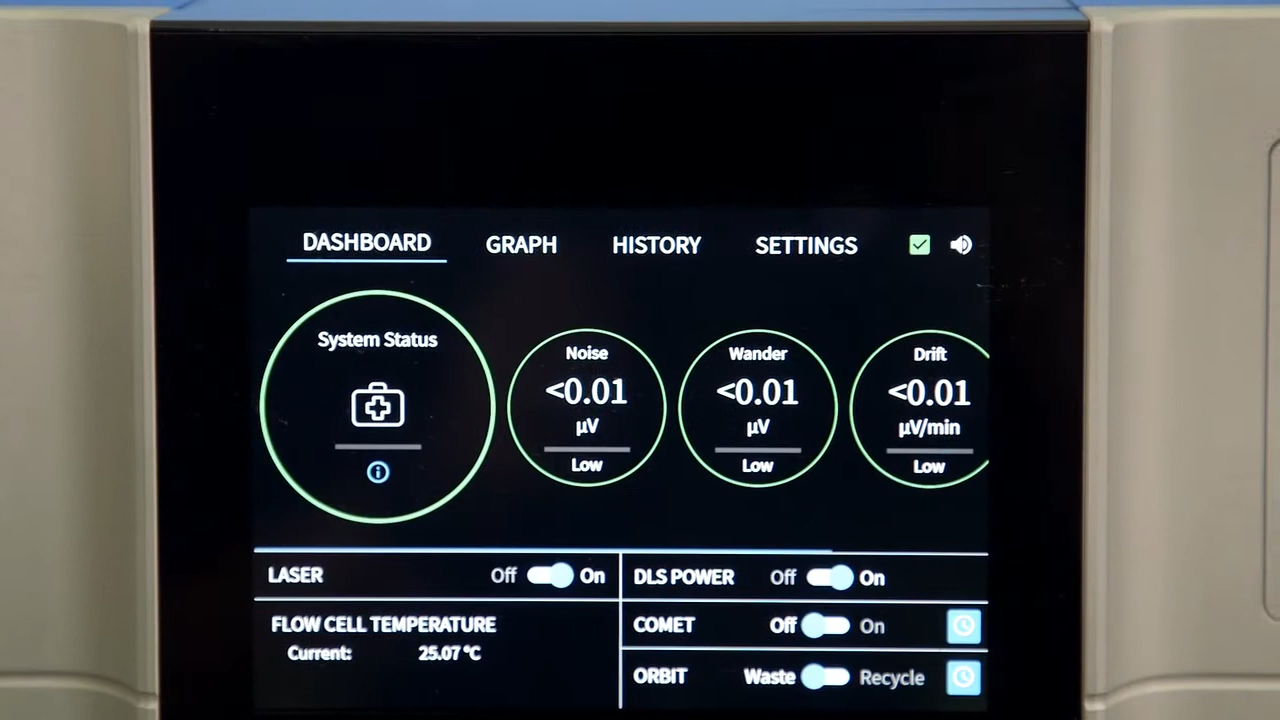 DASHBOARD GRAPH HISTORY SETTINGS
System Status
Noise
<0.01
µV
Low
Wander
<0.01
µV
Low
Drift
<0.01
µV/min
Low
LASER Off On
DLS POWER Off On
FLOW CELL TEMPERATURE
Current: 25.07 °C
COMET Off On
ORBIT Waste Recycle